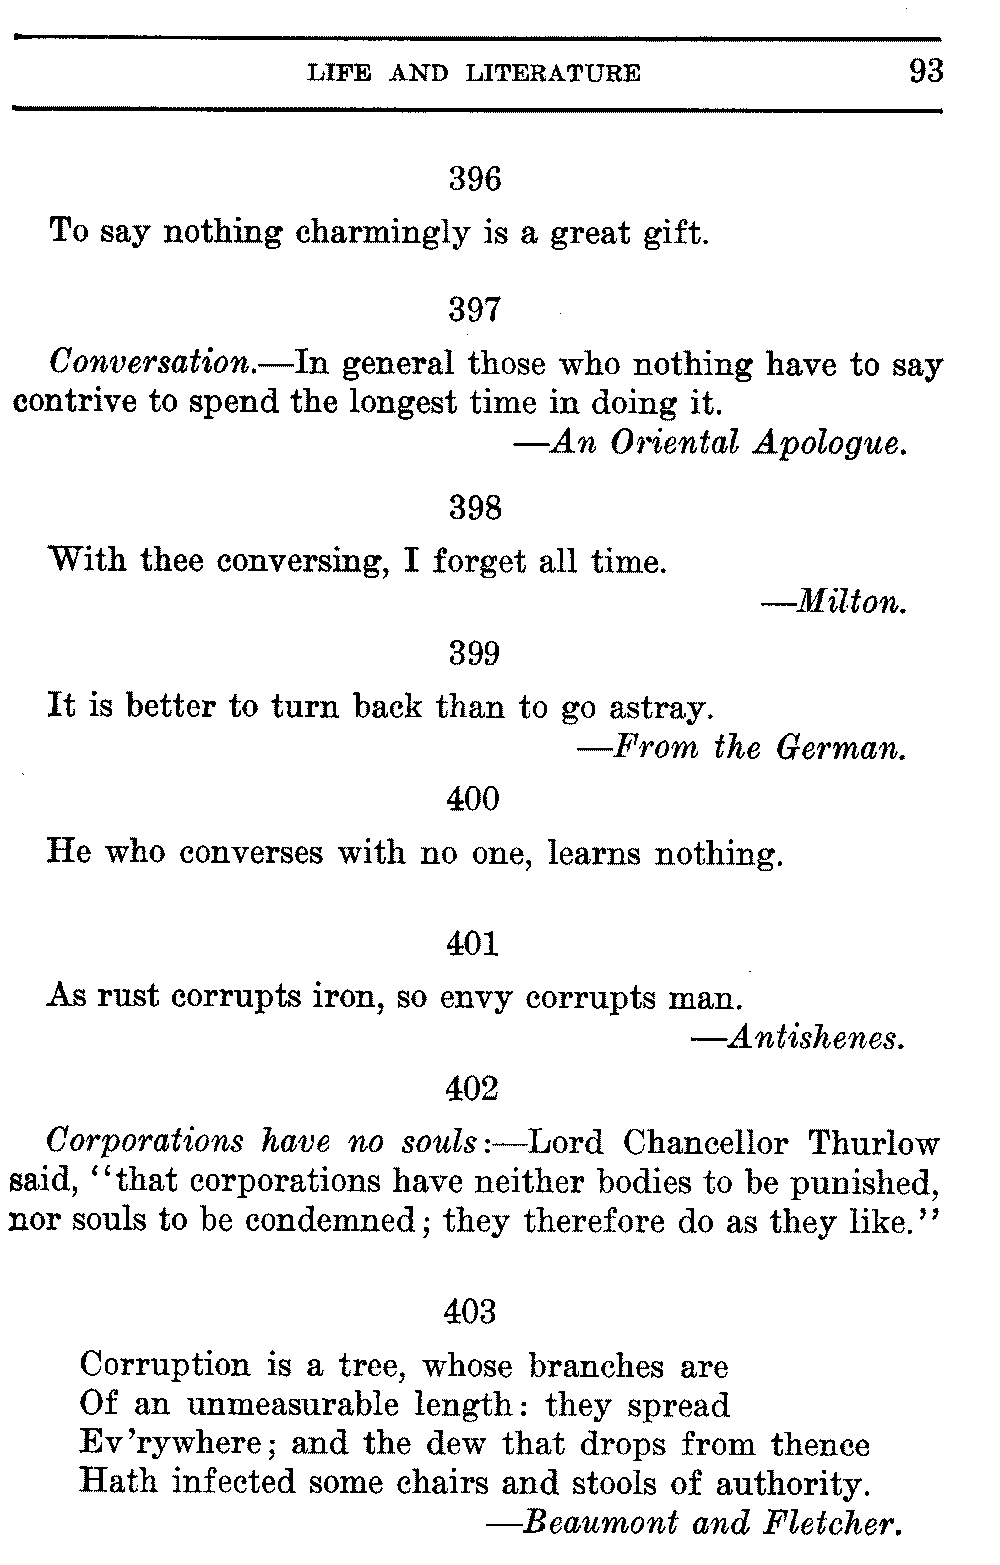 LIFE AND LITERATURE 93
396
To say nothing charmingly is a great gift.
397
Conversation.—In general those who nothing have to say
contrive to spend the longest time in doing it.
—An Oriental Apologue.
398
With thee conversing, I forget all time.
—Milton.
399
It is better to turn back than to go astray.
—From the German.
400
He who converses with no one, learns nothing.
401
As rust corrupts iron, so envy corrupts man.
—Antishenes.
402
Corporations have no souls:—Lord Chancellor Thurlow
said, "that corporations have neither bodies to be punished,
nor souls to be condemned; they therefore do as they like."
403
Corruption is a tree, whose branches are
Of an unmeasurable length: they spread
Ev'rywhere; and the dew that drops from thence
Hath infected some chairs and stools of authority.
—Beaumont and Fletcher.